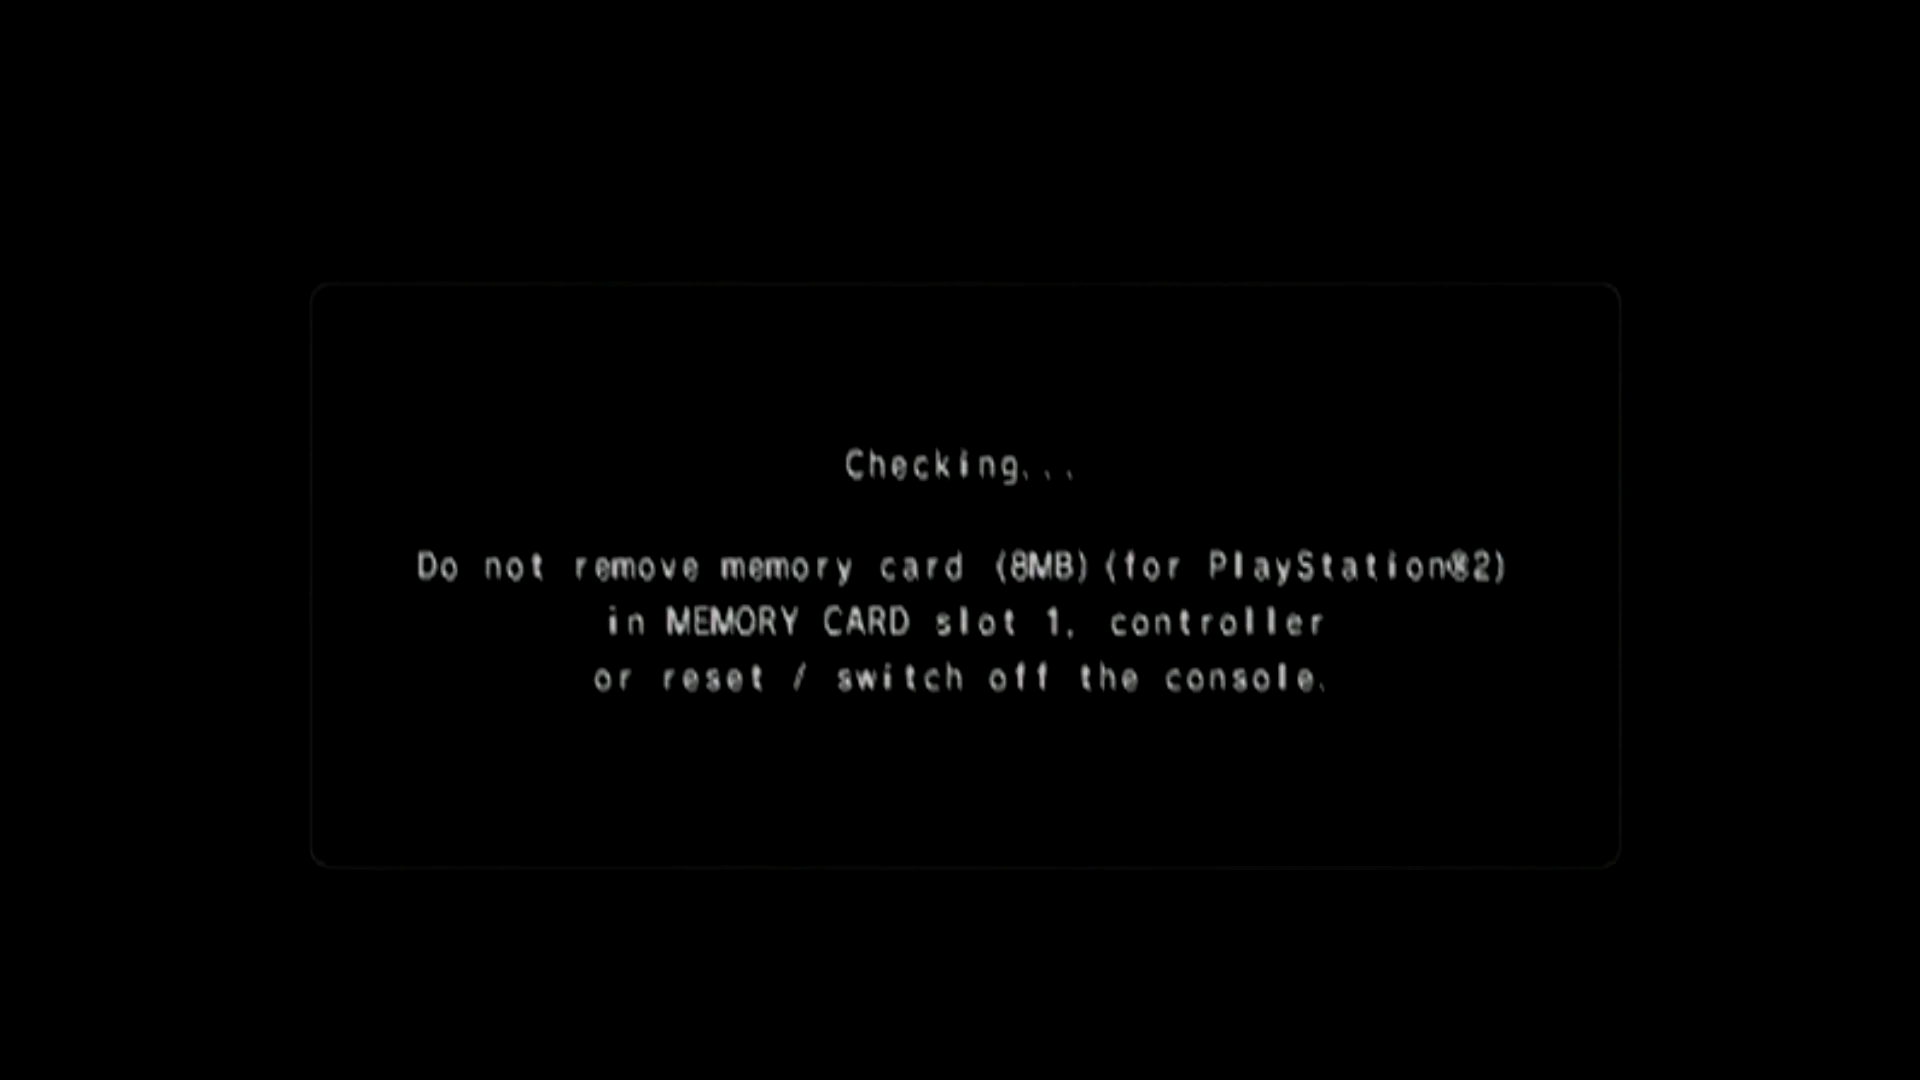 Checking...
Do not remove memory card (8MB)(for PlayStation®2)
in MEMORY CARD slot 1, controller
or reset / switch off the console.